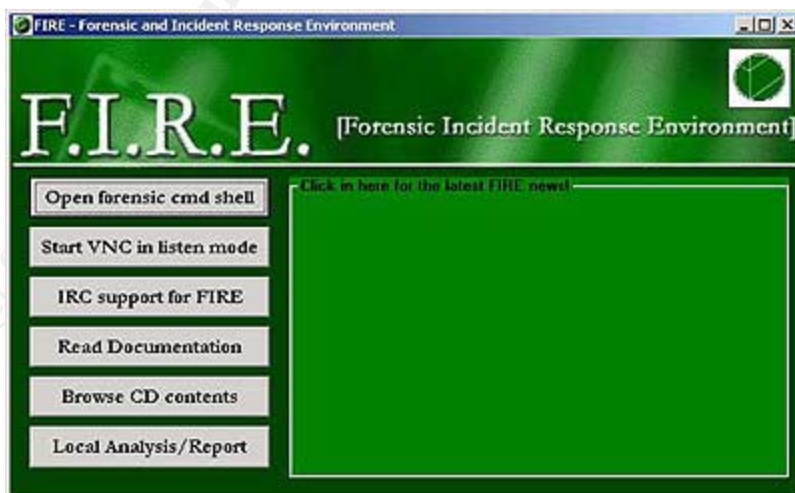 FIRE - Forensic and Incident Response Environment
F.I.R.E.
[Forensic Incident Response Environment]
Open forensic cmd shell
Click in here for the latest FIRE news!
Start VNC in listen mode
IRC support for FIRE
Read Documentation
Browse CD contents
Local Analysis/Report